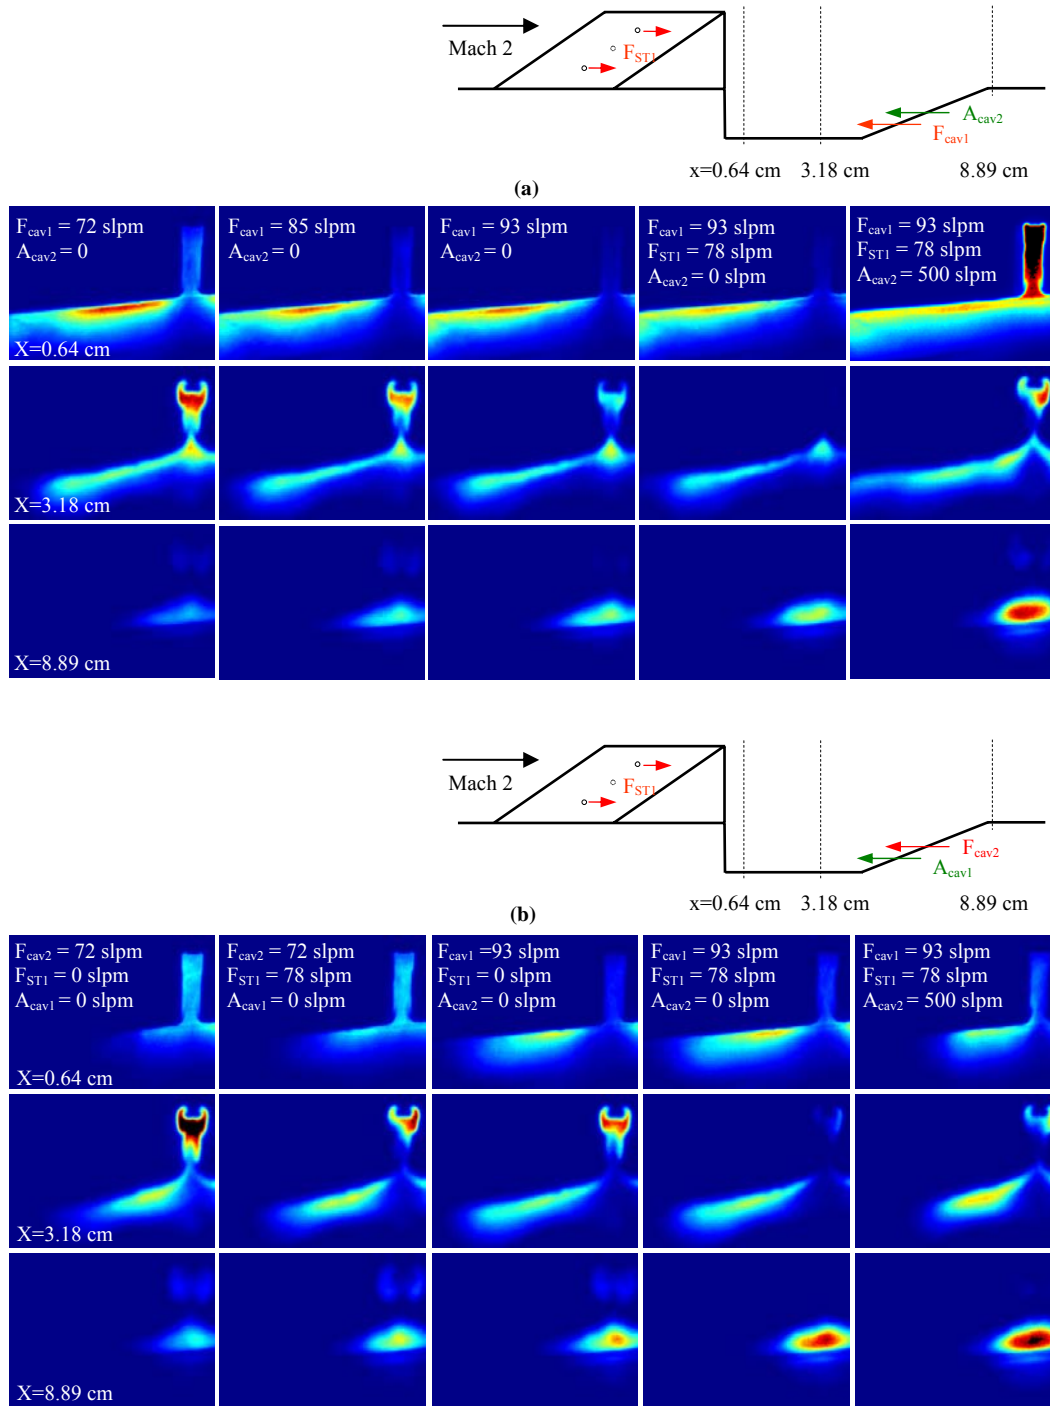 Mach 2
F_ST1
A_cav2
F_cav1
x=0.64 cm 3.18 cm 8.89 cm
(a)
F_cav1 = 72 slpm
A_cav2 = 0
X=0.64 cm
F_cav1 = 85 slpm
A_cav2 = 0
F_cav1 = 93 slpm
A_cav2 = 0
F_cav1 = 93 slpm
F_ST1 = 78 slpm
A_cav2 = 0 slpm
F_cav1 = 93 slpm
F_ST1 = 78 slpm
A_cav2 = 500 slpm
X=3.18 cm
X=8.89 cm
Mach 2
F_ST1
F_cav2
A_cav1
x=0.64 cm 3.18 cm 8.89 cm
(b)
F_cav2 = 72 slpm
F_ST1 = 0 slpm
A_cav1 = 0 slpm
X=0.64 cm
F_cav2 = 72 slpm
F_ST1 = 78 slpm
A_cav1 = 0 slpm
F_cav1 =93 slpm
F_ST1 = 0 slpm
A_cav2 = 0 slpm
F_cav1 = 93 slpm
F_ST1 = 78 slpm
A_cav2 = 0 slpm
F_cav1 = 93 slpm
F_ST1 = 78 slpm
A_cav2 = 500 slpm
X=3.18 cm
X=8.89 cm